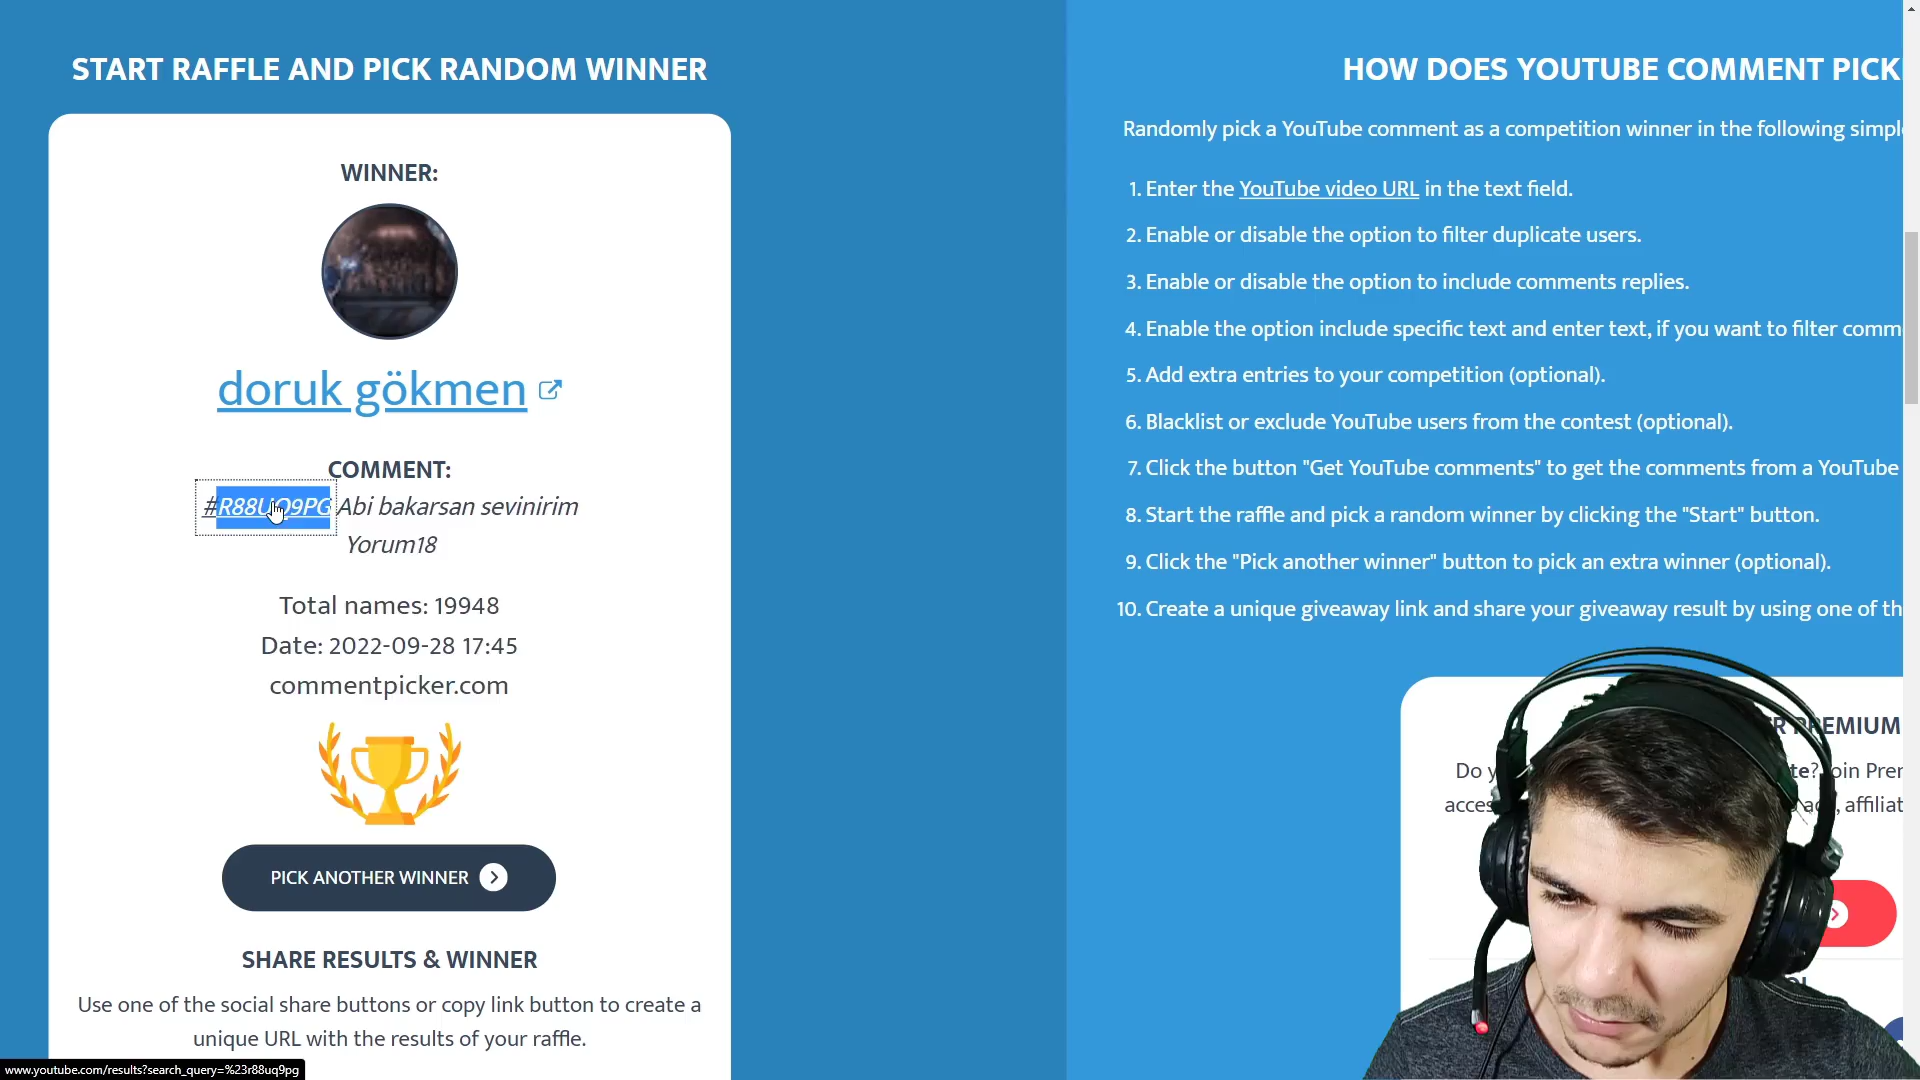 START RAFFLE AND PICK RANDOM WINNER
WINNER:
doruk gökmen
COMMENT:
#R88UQ9PG Abi bakarsan sevinirim
Yorum18
Total names: 19948
Date: 2022-09-28 17:45
commentpicker.com
PICK ANOTHER WINNER
SHARE RESULTS & WINNER
Use one of the social share buttons or copy link button to create a
unique URL with the results of your raffle.
www.youtube.com/results?search_query=%23r88uq9pg
HOW DOES YOUTUBE COMMENT PICK
Randomly pick a YouTube comment as a competition winner in the following simpl
1. Enter the YouTube video URL in the text field.
2. Enable or disable the option to filter duplicate users.
3. Enable or disable the option to include comments replies.
4. Enable the option include specific text and enter text, if you want to filter comm
5. Add extra entries to your competition (optional).
6. Blacklist or exclude YouTube users from the contest (optional).
7. Click the button "Get YouTube comments" to get the comments from a YouTube
8. Start the raffle and pick a random winner by clicking the "Start" button.
9. Click the "Pick another winner" button to pick an extra winner (optional).
10. Create a unique giveaway link and share your giveaway result by using one of th
R PREMIUM
Do y te? Join Prer
acces , affiliat